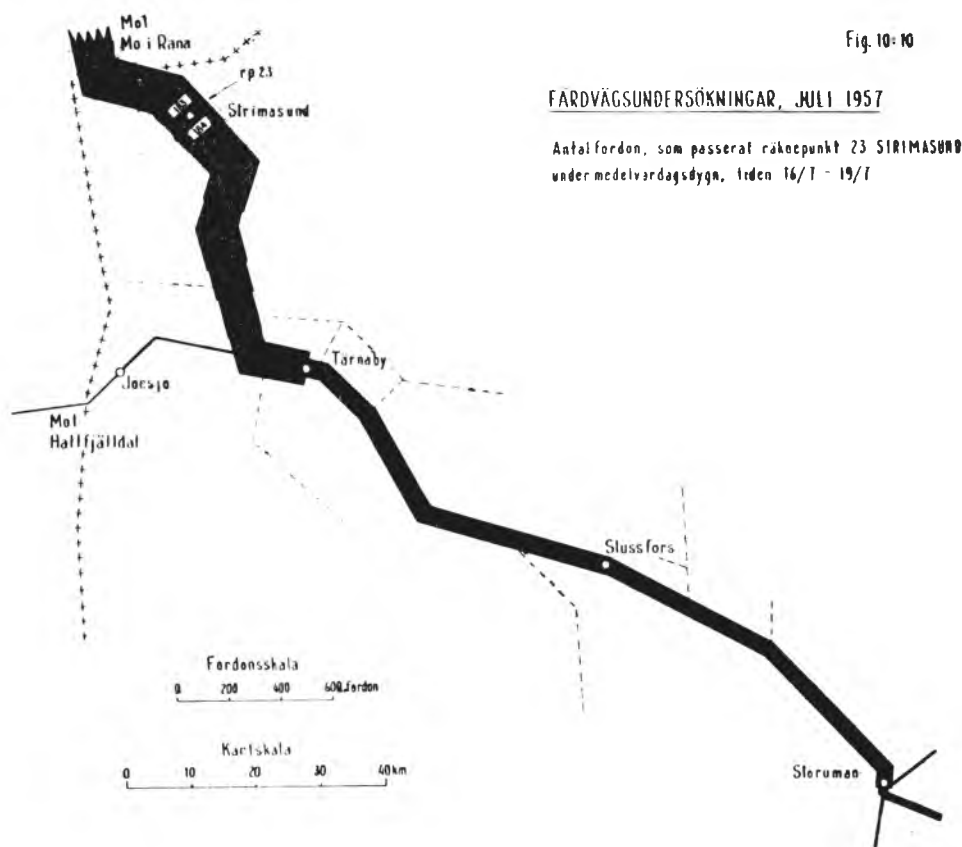 Fig. 10:10
FÄRDVÄGSUNDERSÖKNINGAR, JULI 1957
Antal fordon, som passerat räknepunkt 23 STRIMASUND
under medelvardagsdygn, tiden 16/7 - 19/7
Mot
Mo i Rana
rp 23
Strimasund
184
Tärnaby
Joesjö
Mot
Hattfjälldal
Slussfors
Fordonsskala
0 200 400 600 fordon
Kartskala
0 10 20 30 40 km
Storuman